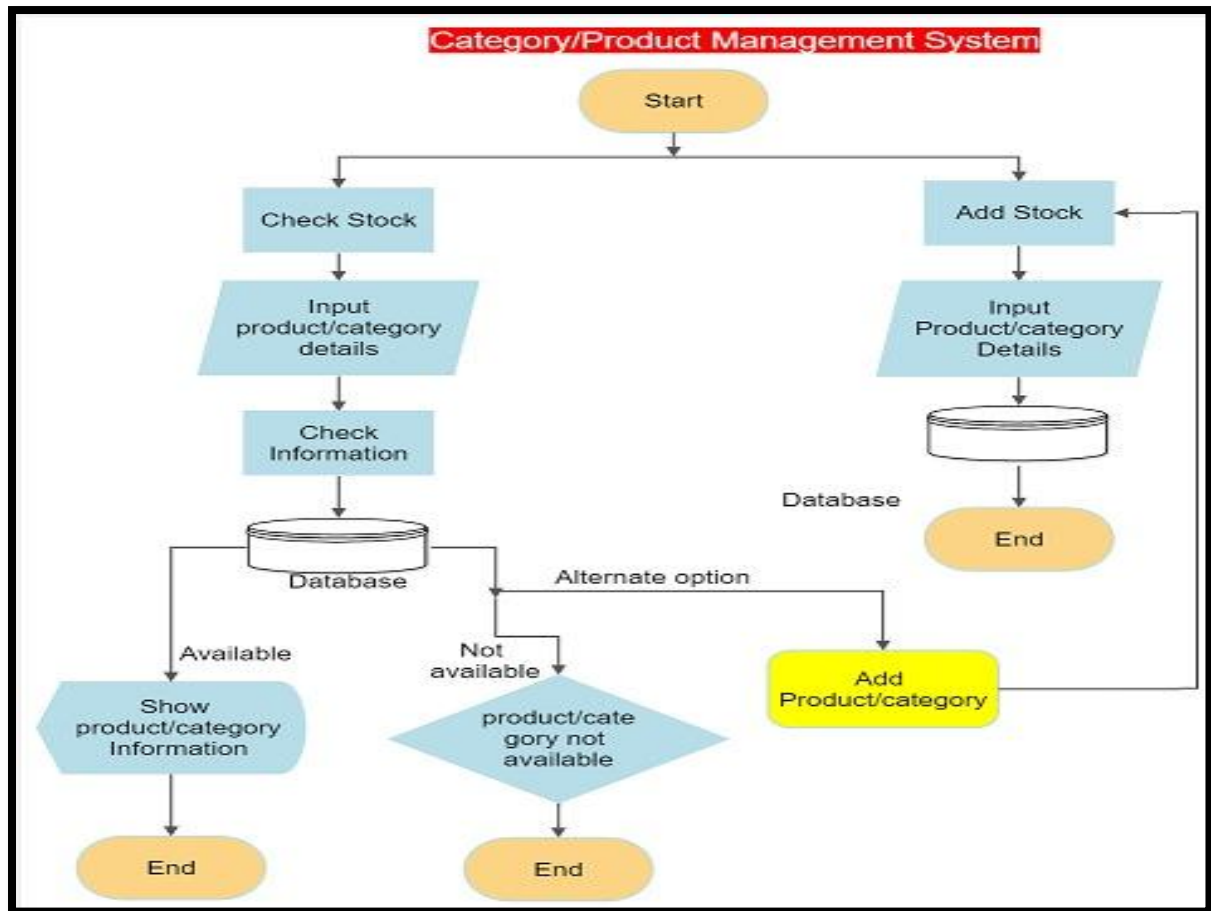 Category/Product Management System
Start
Check Stock
Add Stock
Input
product/category
details
Input
Product/category
Details
Check
Information
Database
End
Database
Alternate option
Available
Not
available
Show
product/category
Information
product/cate
gory not
available
Add
Product/category
End
End